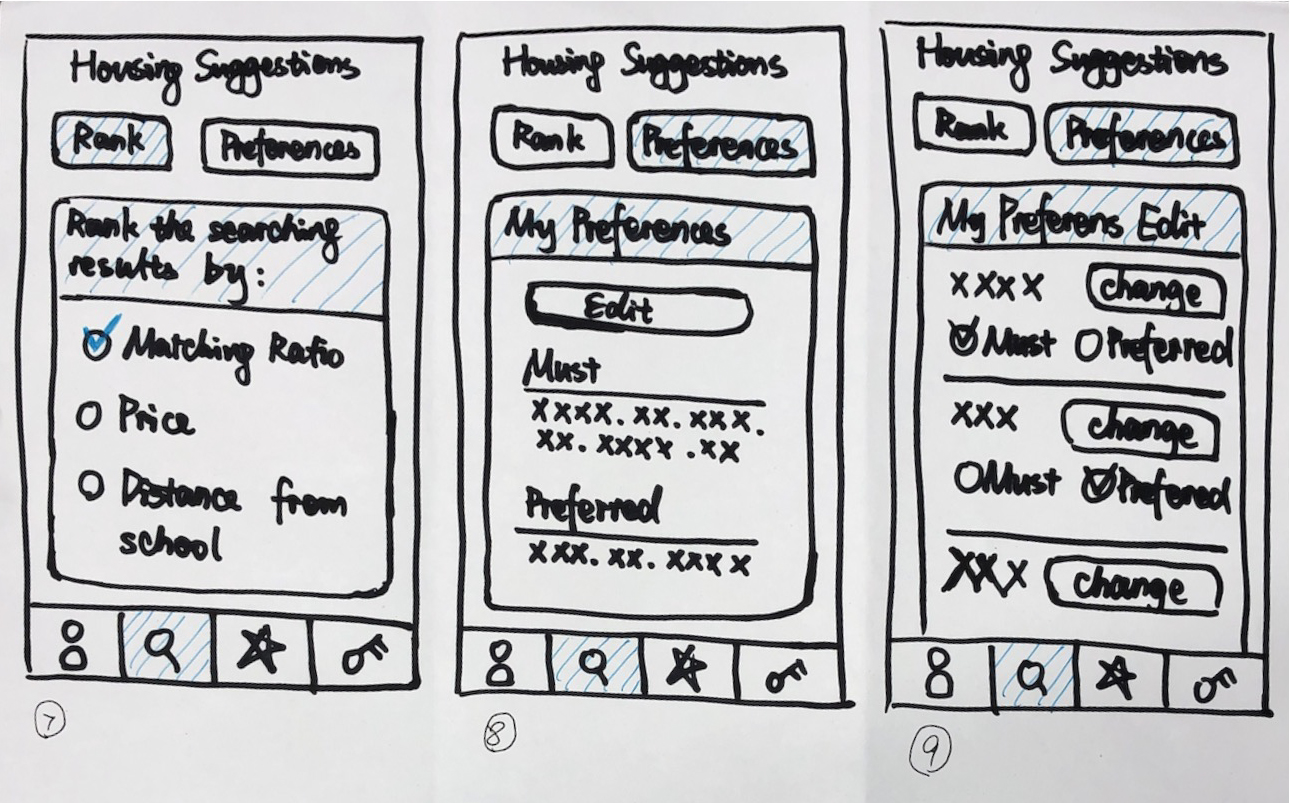 Housing Suggestions
Rank
Preferences
Rank the searching
results by:
Matching Ratio
Price
Distance from
school
7
Housing Suggestions
Rank
Preferences
My Preferences
Edit
Must
xxxx. xx. xxx.
xx. xxxx .xx
Preferred
xxx. xx. xxxx
8
Housing Suggestions
Rank
Preferences
My Preferens Edit
xxxx change
Must Preferred
xxx change
Must Prefered
xxx change
9